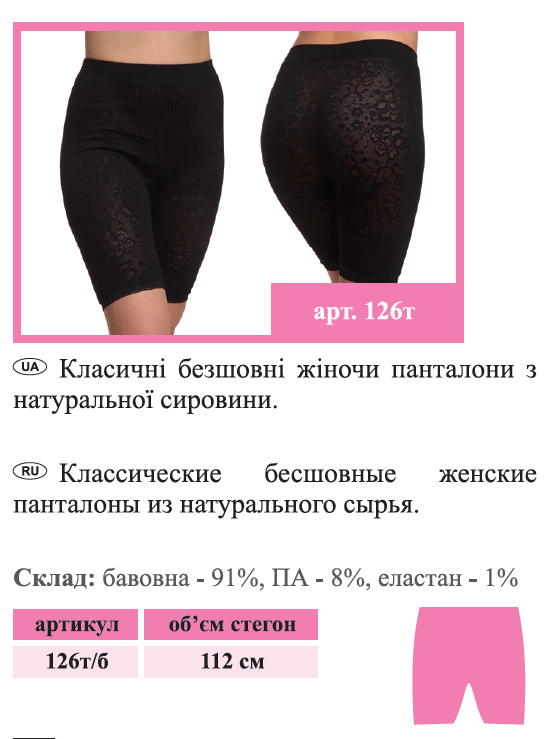 арт. 126т
UA Класичні безшовні жіночи панталони з
натуральної сировини.
RU Классические бесшовные женские
панталоны из натурального сырья.
Склад: бавовна - 91%, ПА - 8%, еластан - 1%
артикул об’єм стегон
126т/б 112 см